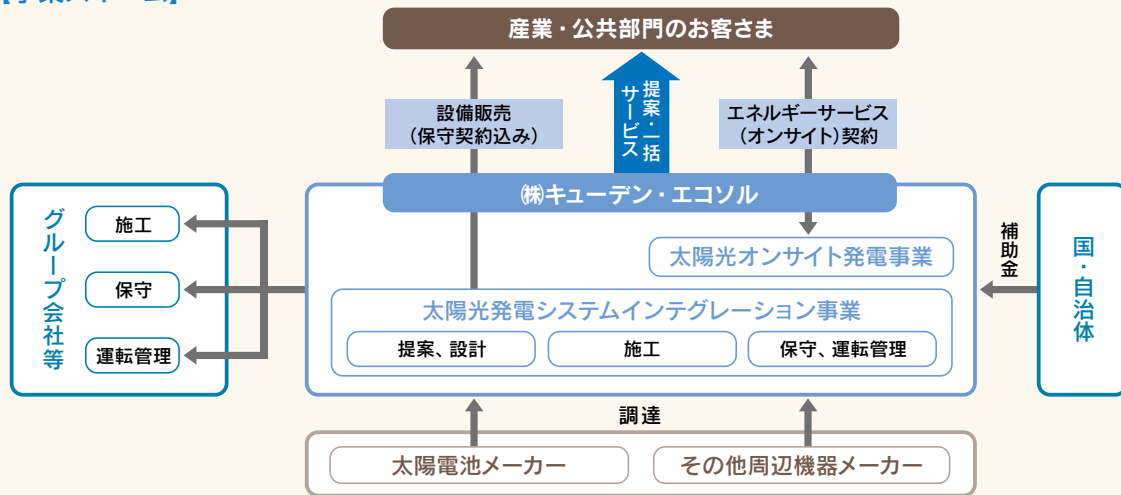 産業・公共部門のお客さま
設備販売
(保守契約込み)
提案・一括
サービス
エネルギーサービス
(オンサイト)契約
㈱キューデン・エコソル
グループ会社等
施工
保守
運転管理
太陽光オンサイト発電事業
太陽光発電システムインテグレーション事業
提案、設計
施工
保守、運転管理
補助金
国・自治体
調達
太陽電池メーカー
その他周辺機器メーカー